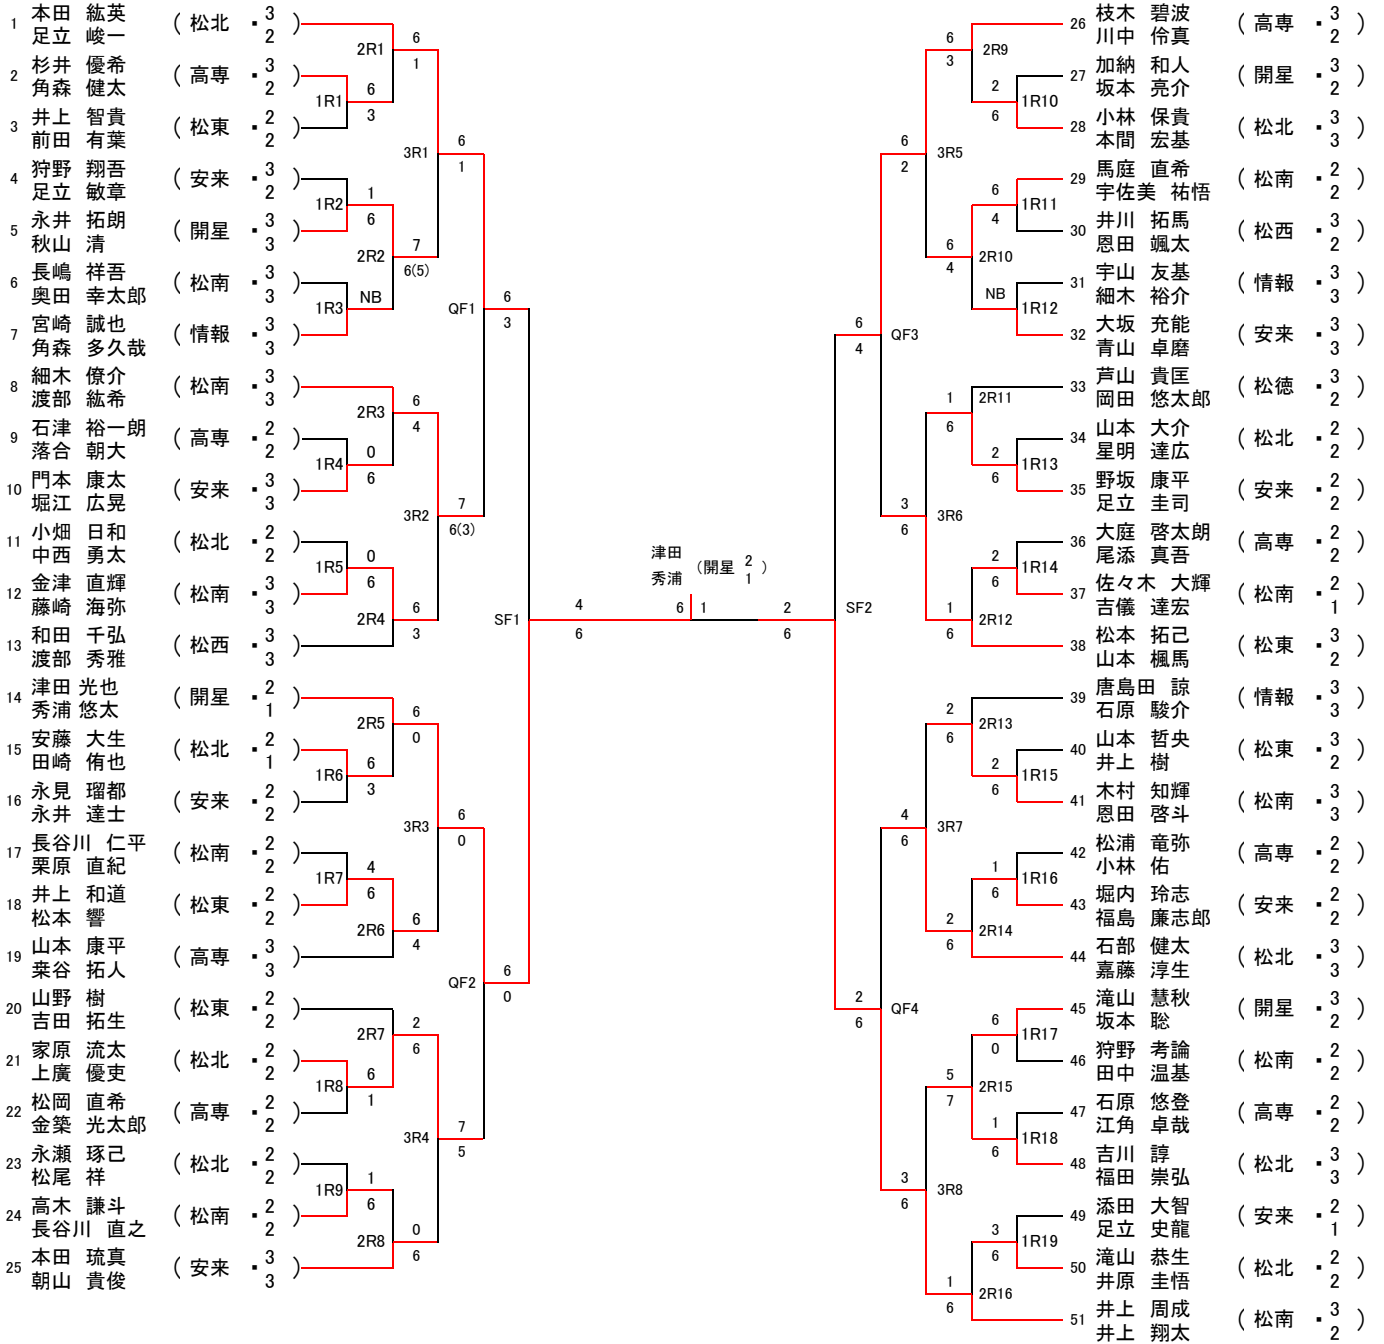 1 本田 紘英 足立 峻一 (松北 ・ 3 2)
2 杉井 優希 角森 健太 (高専 ・ 3 2)
3 井上 智貴 前田 有葉 (松東 ・ 2 2)
4 狩野 翔吾 足立 敏章 (安来 ・ 3 2)
5 永井 拓朗 秋山 清 (開星 ・ 3 3)
6 長嶋 祥吾 奥田 幸太郎 (松南 ・ 3 3)
7 宮崎 誠也 角森 多久哉 (情報 ・ 3 3)
8 細木 僚介 渡部 紘希 (松南 ・ 3 3)
9 石津 裕一朗 落合 朝大 (高専 ・ 2 2)
10 門本 康太 堀江 広晃 (安来 ・ 3 3)
11 小畑 日和 中西 勇太 (松北 ・ 2 2)
12 金津 直輝 藤崎 海弥 (松南 ・ 3 3)
13 和田 千弘 渡部 秀雅 (松西 ・ 3 3)
14 津田 光也 秀浦 悠太 (開星 ・ 2 1)
15 安藤 大生 田崎 侑也 (松北 ・ 2 1)
16 永見 瑠都 永井 達士 (安来 ・ 2 2)
17 長谷川 仁平 栗原 直紀 (松南 ・ 2 2)
18 井上 和道 松本 響 (松東 ・ 2 2)
19 山本 康平 桒谷 拓人 (高専 ・ 3 3)
20 山野 樹 吉田 拓生 (松東 ・ 2 2)
21 家原 流太 上廣 優吏 (松北 ・ 2 2)
22 松岡 直希 金築 光太郎 (高専 ・ 2 2)
23 永瀬 琢己 松尾 祥 (松北 ・ 2 2)
24 高木 謙斗 長谷川 直之 (松南 ・ 2 2)
25 本田 琉真 朝山 貴俊 (安来 ・ 3 3)
1R1 6 3
1R2 1 6
1R3 NB
1R4 0 6
1R5 0 6
1R6 6 3
1R7 4 6
1R8 6 1
1R9 1 6
2R1 6 1
2R2 7 6(5)
2R3 6 4
2R4 6 3
2R5 6 0
2R6 6 4
2R7 2 6
2R8 0 6
3R1 6 1
3R2 7 6(3)
3R3 6 0
3R4 7 5
QF1 6 3
QF2 6 0
SF1 4 6
津田
秀浦
(開星 2 1)
6 1
SF2 2 6
QF3 6 4
QF4 2 6
3R5 6 2
3R6 3 6
3R7 4 6
3R8 3 6
2R9 6 3
2R10 6 4
2R11 1 6
2R12 1 6
2R13 2 6
2R14 2 6
2R15 5 7
2R16 1 6
1R10 2 6
1R11 6 4
1R12 NB
1R13 2 6
1R14 2 6
1R15 2 6
1R16 1 6
1R17 6 0
1R18 1 6
1R19 3 6
26 枝木 碧波 川中 伶真 (高専 ・ 3 2)
27 加納 和人 坂本 亮介 (開星 ・ 3 2)
28 小林 保貴 本間 宏基 (松北 ・ 3 3)
29 馬庭 直希 宇佐美 祐悟 (松南 ・ 2 2)
30 井川 拓馬 恩田 颯太 (松西 ・ 3 2)
31 宇山 友基 細木 裕介 (情報 ・ 3 3)
32 大坂 充能 青山 卓磨 (安来 ・ 3 3)
33 芦山 貴匡 岡田 悠太郎 (松徳 ・ 3 2)
34 山本 大介 星明 達広 (松北 ・ 2 2)
35 野坂 康平 足立 圭司 (安来 ・ 2 2)
36 大庭 啓太朗 尾添 真吾 (高専 ・ 2 2)
37 佐々木 大輝 吉儀 達宏 (松南 ・ 2 1)
38 松本 拓己 山本 楓馬 (松東 ・ 3 2)
39 唐島田 諒 石原 駿介 (情報 ・ 3 3)
40 山本 哲央 井上 樹 (松東 ・ 3 2)
41 木村 知輝 恩田 啓斗 (松南 ・ 3 3)
42 松浦 竜弥 小林 佑 (高専 ・ 2 2)
43 堀内 玲志 福島 廉志郎 (安来 ・ 2 2)
44 石部 健太 嘉藤 淳生 (松北 ・ 3 3)
45 滝山 慧秋 坂本 聡 (開星 ・ 3 2)
46 狩野 考論 田中 温基 (松南 ・ 2 2)
47 石原 悠登 江角 卓哉 (高専 ・ 2 2)
48 吉川 諄 福田 崇弘 (松北 ・ 3 3)
49 添田 大智 足立 史龍 (安来 ・ 2 1)
50 滝山 恭生 井原 圭悟 (松北 ・ 2 2)
51 井上 周成 井上 翔太 (松南 ・ 3 2)